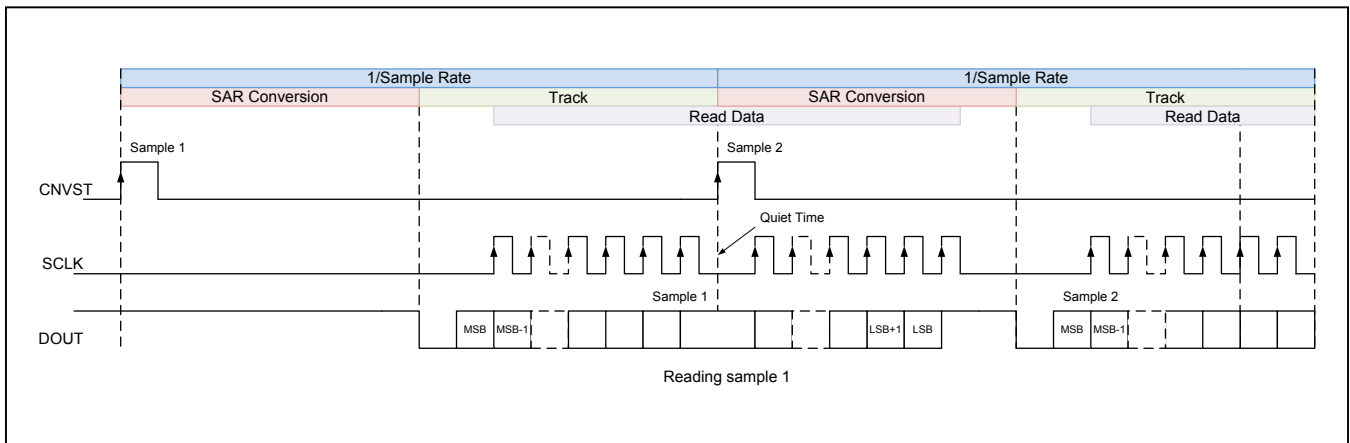 1/Sample Rate
1/Sample Rate
SAR Conversion
Track
SAR Conversion
Track
Read Data
Read Data
Sample 1
Sample 2
CNVST
Quiet Time
SCLK
Sample 1
Sample 2
DOUT
MSB
MSB-1
LSB+1
LSB
MSB
MSB-1
Reading sample 1